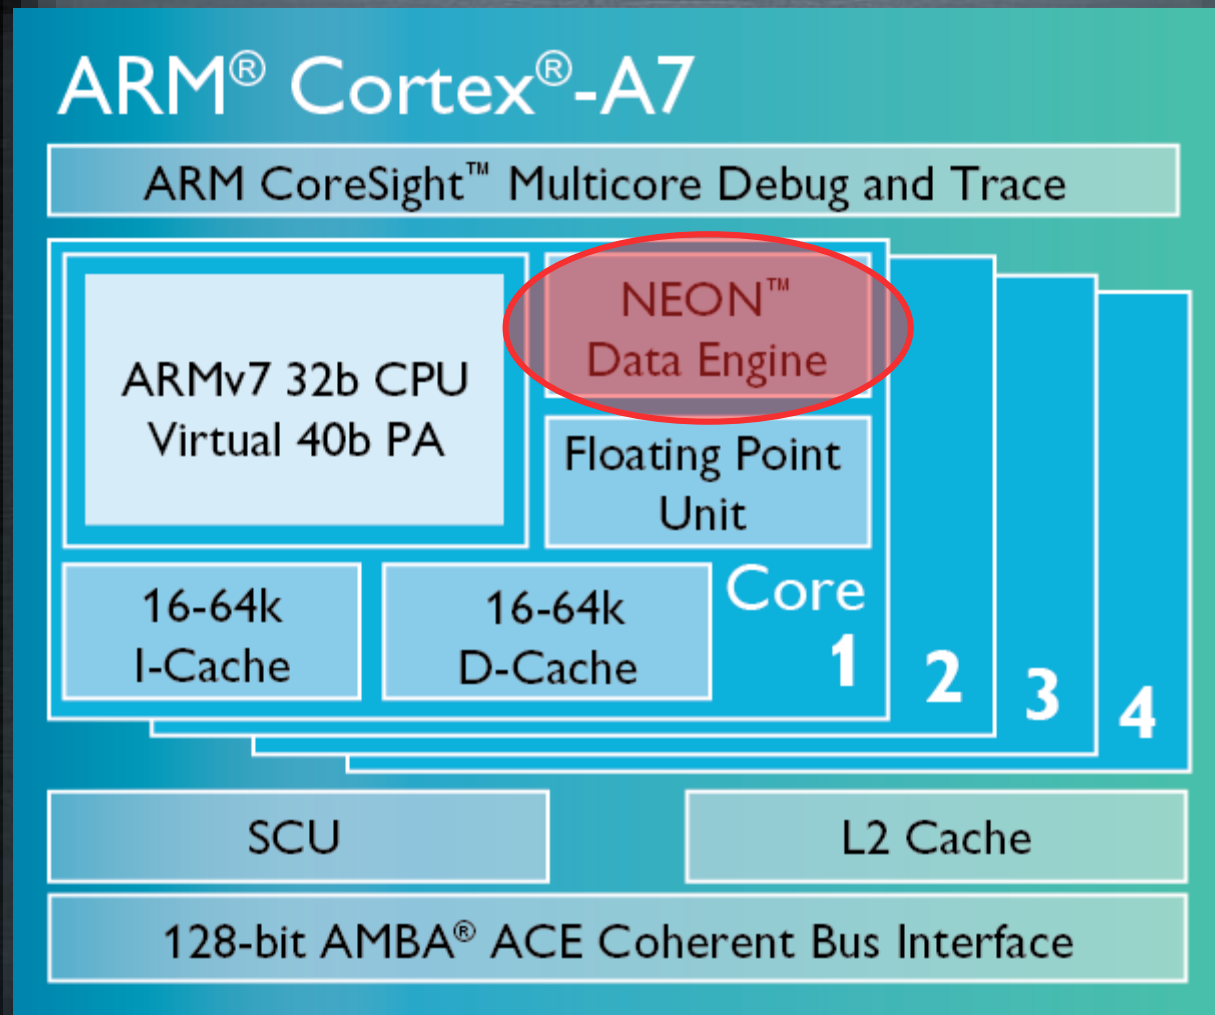 ARM® Cortex®-A7
ARM CoreSight™ Multicore Debug and Trace
ARMv7 32b CPU
Virtual 40b PA
NEON™
Data Engine
Floating Point
Unit
16-64k
I-Cache
16-64k
D-Cache
Core
1
2
3
4
SCU
L2 Cache
128-bit AMBA® ACE Coherent Bus Interface